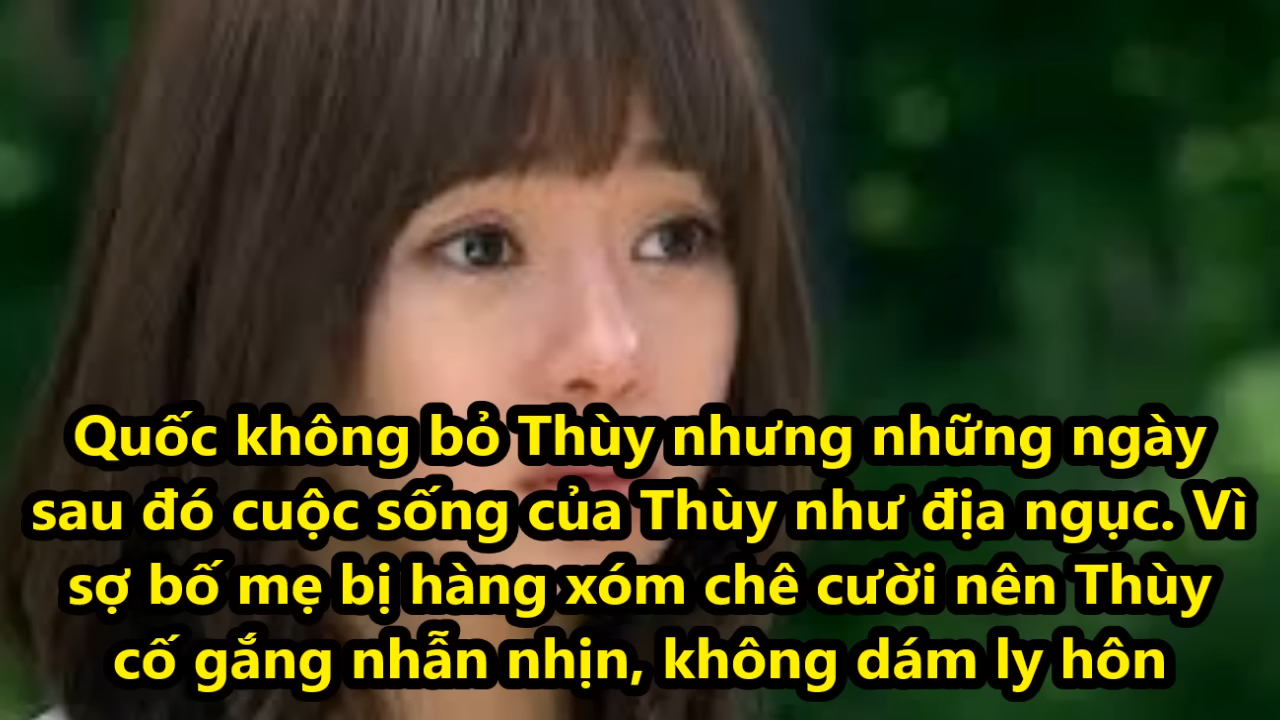 Quốc không bỏ Thùy nhưng những ngày
sau đó cuộc sống của Thùy như địa ngục. Vì
sợ bố mẹ bị hàng xóm chê cười nên Thùy
cố gắng nhẫn nhịn, không dám ly hôn